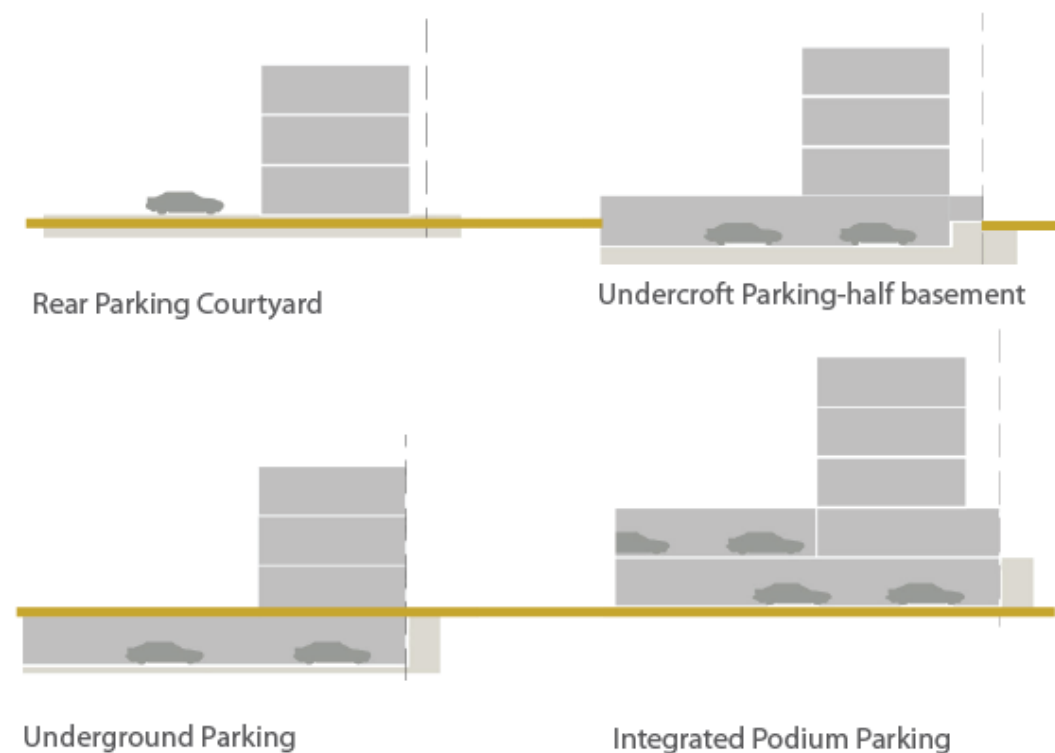 Rear Parking Courtyard
Undercroft Parking-half basement
Underground Parking
Integrated Podium Parking